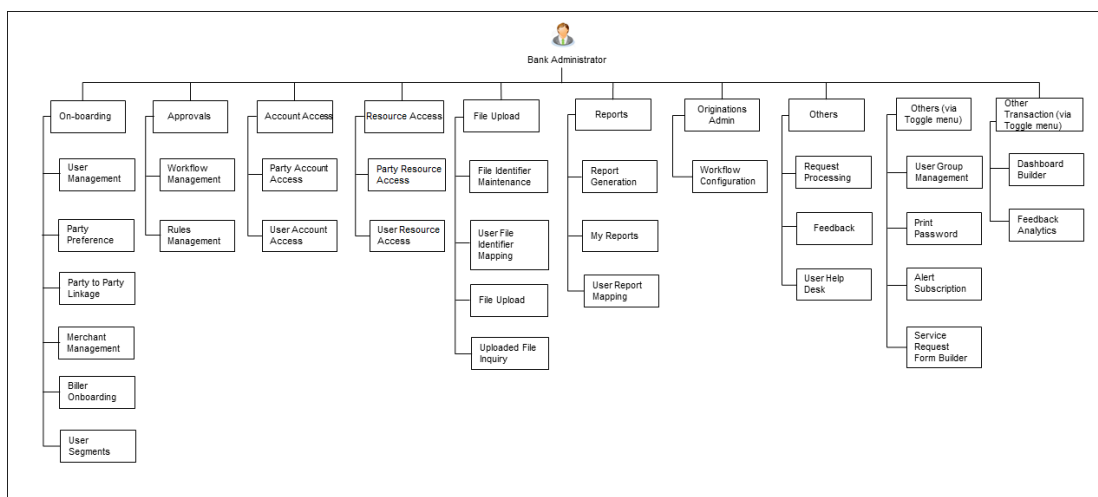 Bank Administrator
On-boarding
User
Management
Party
Preference
Party to Party
Linkage
Merchant
Management
Biller
Onboarding
User
Segments
Approvals
Workflow
Management
Rules
Management
Account Access
Party Account
Access
User Account
Access
Resource Access
Party Resource
Access
User Resource
Access
File Upload
File Identifier
Maintenance
User File
Identifier
Mapping
File Upload
Uploaded File
Inquiry
Reports
Report
Generation
My Reports
User Report
Mapping
Originations
Admin
Workflow
Configuration
Others
Request
Processing
Feedback
User Help
Desk
Others (via
Toggle menu)
User Group
Management
Print
Password
Alert
Subscription
Service
Request
Form Builder
Other
Transaction (via
Toggle menu)
Dashboard
Builder
Feedback
Analytics